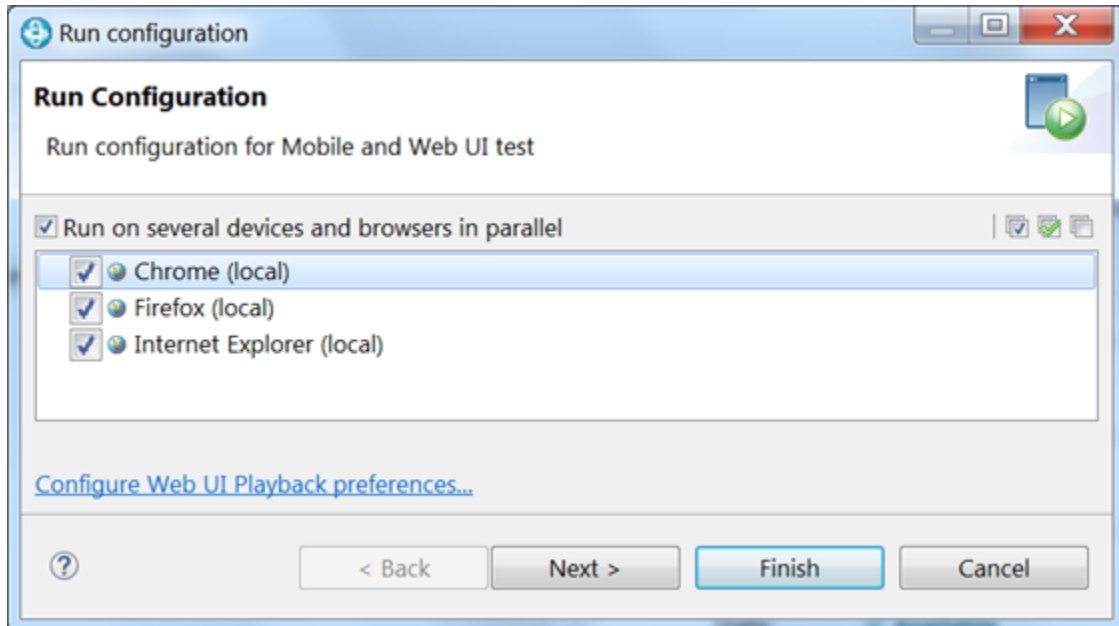 Run configuration
Run Configuration
Run configuration for Mobile and Web UI test
Run on several devices and browsers in parallel
Chrome (local)
Firefox (local)
Internet Explorer (local)
Configure Web UI Playback preferences...
? < Back Next > Finish Cancel